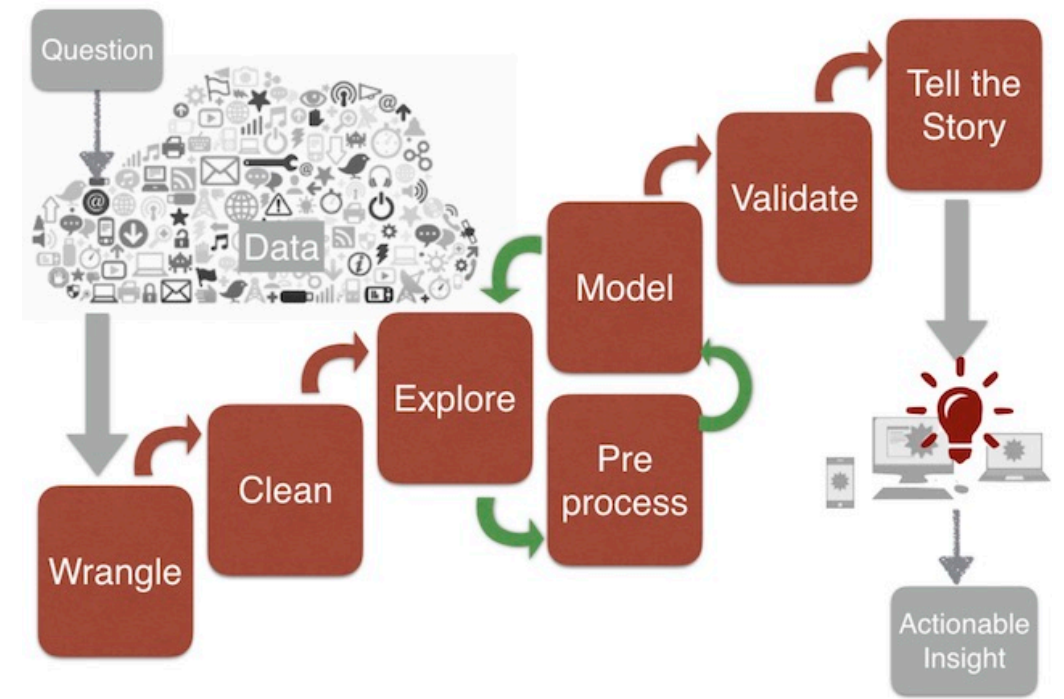 Question
Data
Wrangle
Clean
Explore
Pre
process
Model
Validate
Tell the
Story
Actionable
Insight